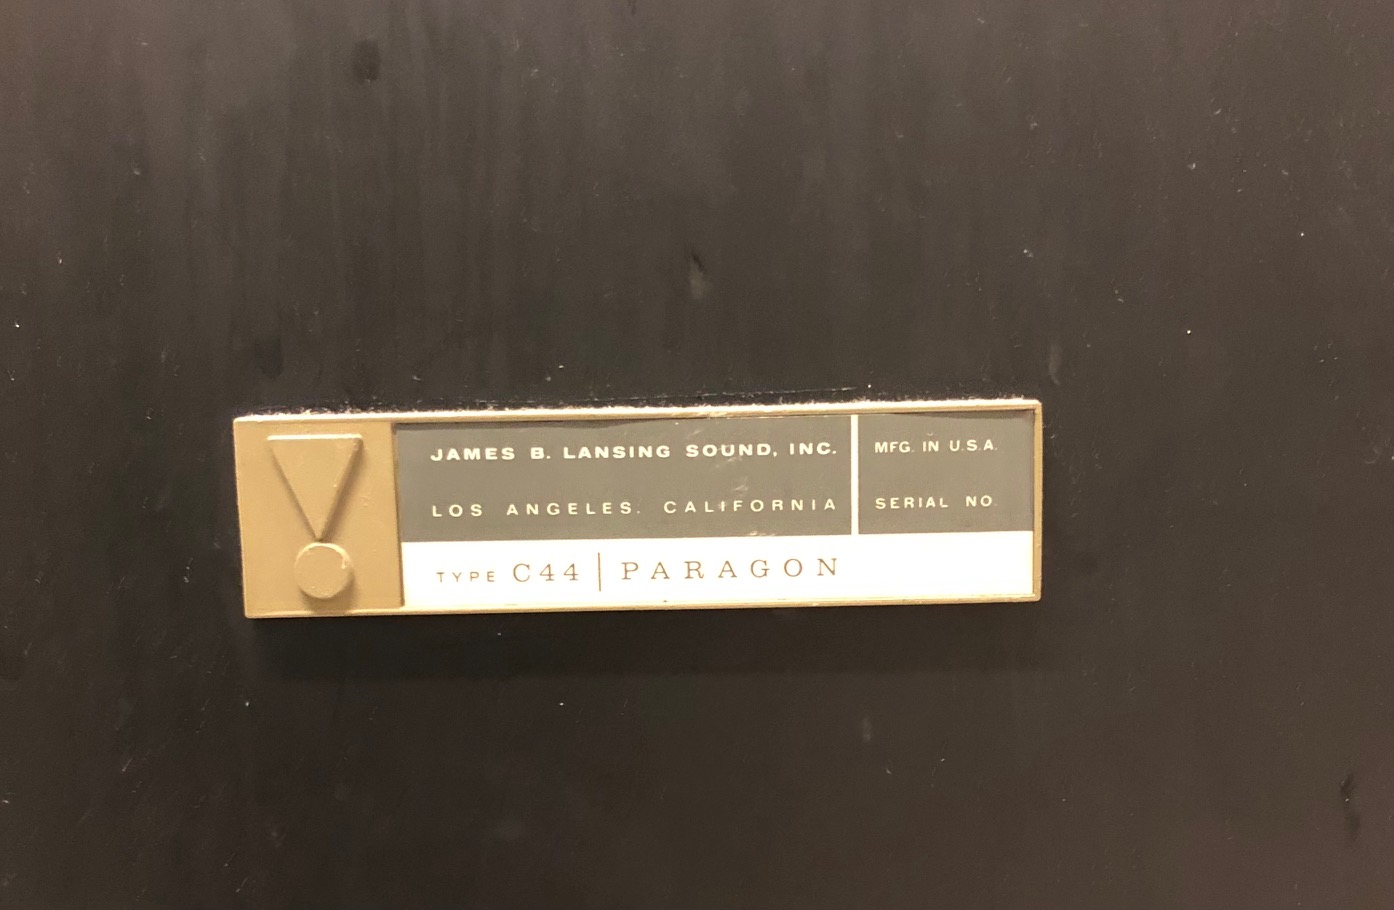 JAMES B. LANSING SOUND, INC.
LOS ANGELES, CALIFORNIA
MFG. IN U.S.A.
SERIAL NO.
TYPE C44 | PARAGON